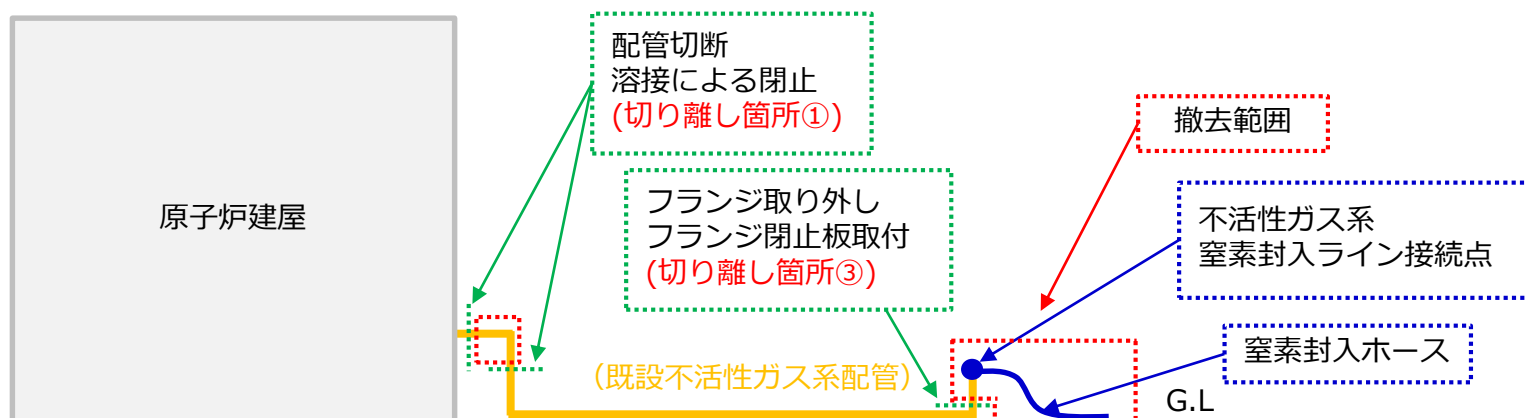 配管切断
溶接による閉止
(切り離し箇所①)
撤去範囲
原子炉建屋
フランジ取り外し
フランジ閉止板取付
(切り離し箇所③)
不活性ガス系
窒素封入ライン接続点
窒素封入ホース
（既設不活性ガス系配管）
G.L